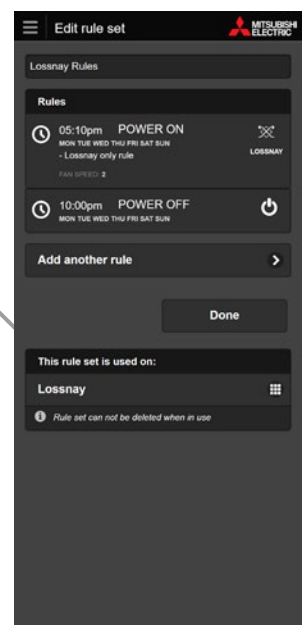 Edit rule set
MITSUBISHI
ELECTRIC
Lossnay Rules
Rules
05:10pm POWER ON
MON TUE WED THU FRI SAT SUN
- Lossnay only rule
LOSSNAY
FAN SPEED: 2
10:00pm POWER OFF
MON TUE WED THU FRI SAT SUN
Add another rule
Done
This rule set is used on:
Lossnay
Rule set can not be deleted when in use